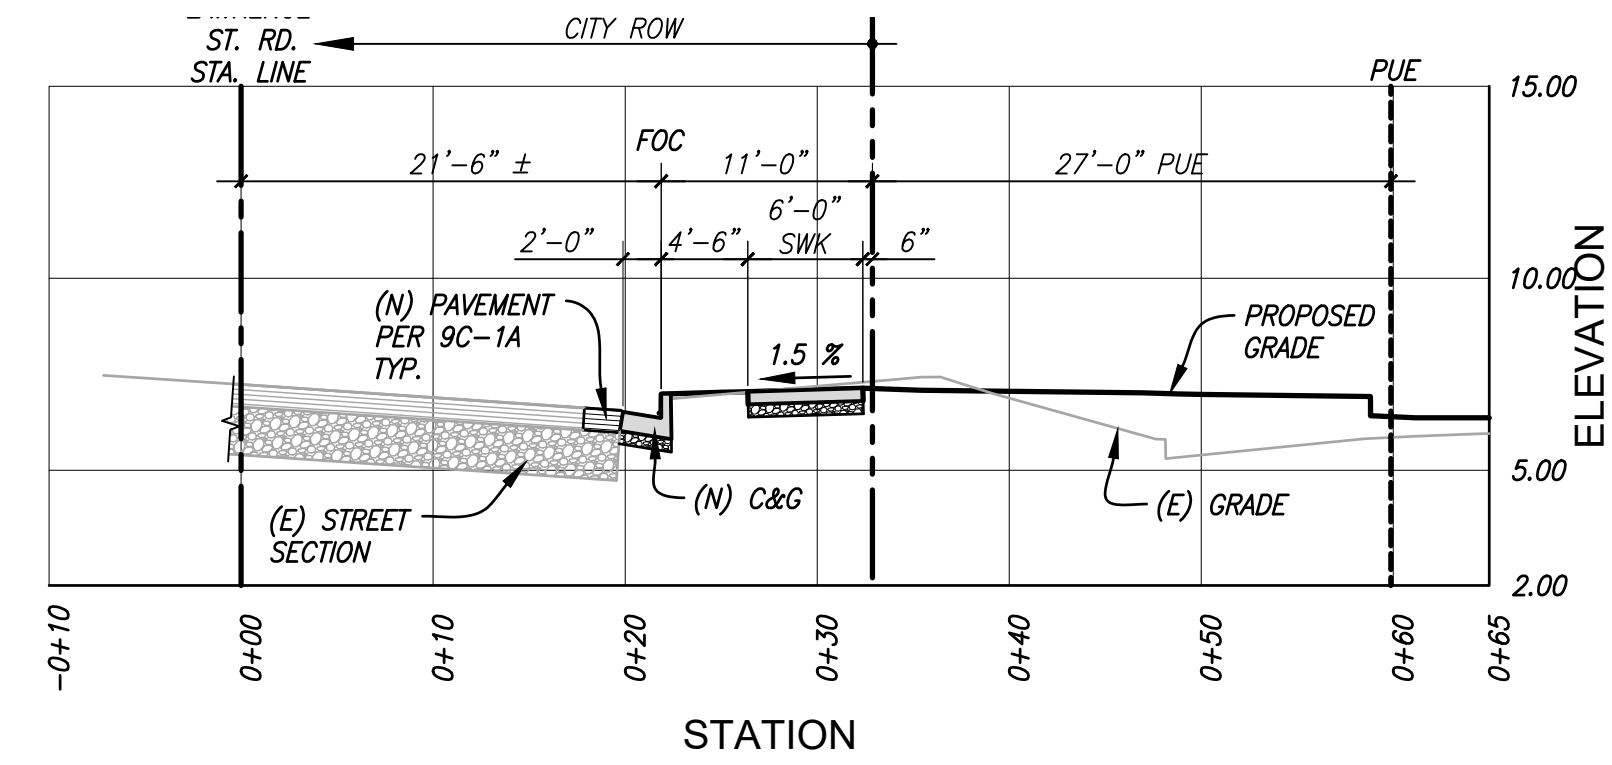 CITY ROW
ST. RD.
STA. LINE
PUE
15.00
FOC
21'-6" ±
11'-0"
27'-0" PUE
6'-0"
2'-0"
4'-6"
SWK
6"
10.00
(N) PAVEMENT
PER 9C-1A
TYP.
1.5 %
PROPOSED
GRADE
ELEVATION
5.00
(N) C&G
(E) GRADE
(E) STREET
SECTION
2.00
-0+10
0+00
0+10
0+20
0+30
0+40
0+50
0+60
0+65
STATION